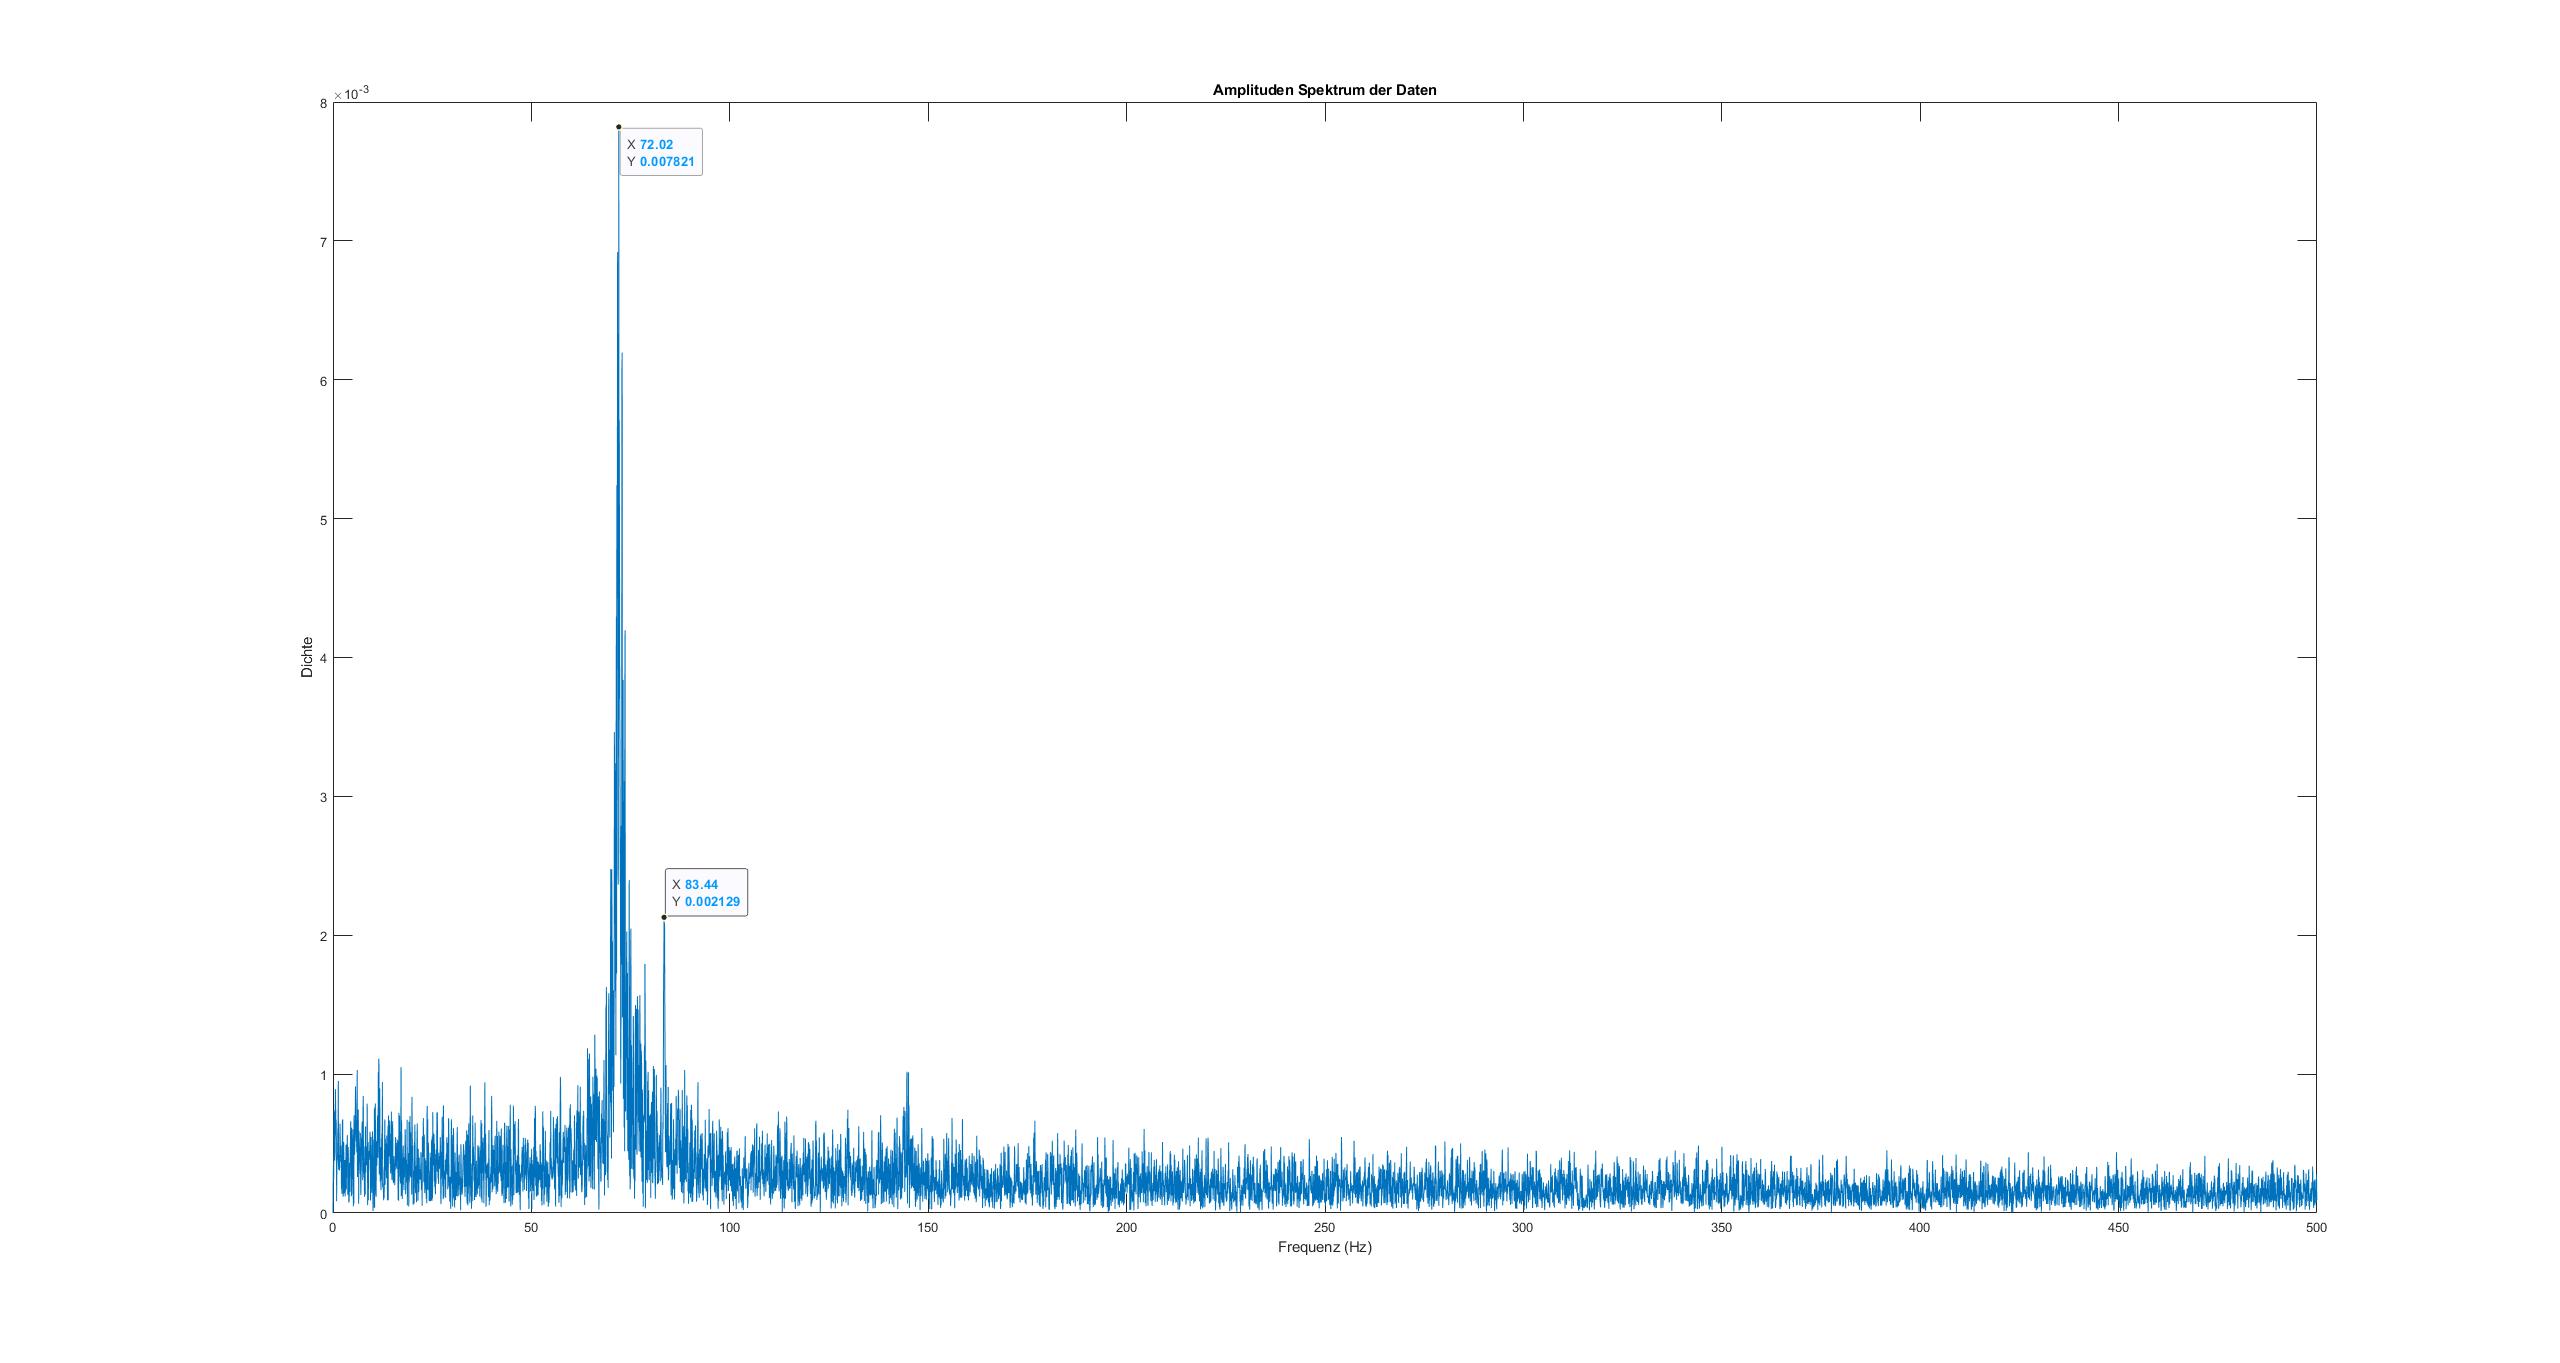 Amplituden Spektrum der Daten
×10-3
8
7
6
5
4
3
2
1
0
Dichte
X 72.02
Y 0.007821
X 83.44
Y 0.002129
0 50 100 150 200 250 300 350 400 450 500
Frequenz (Hz)